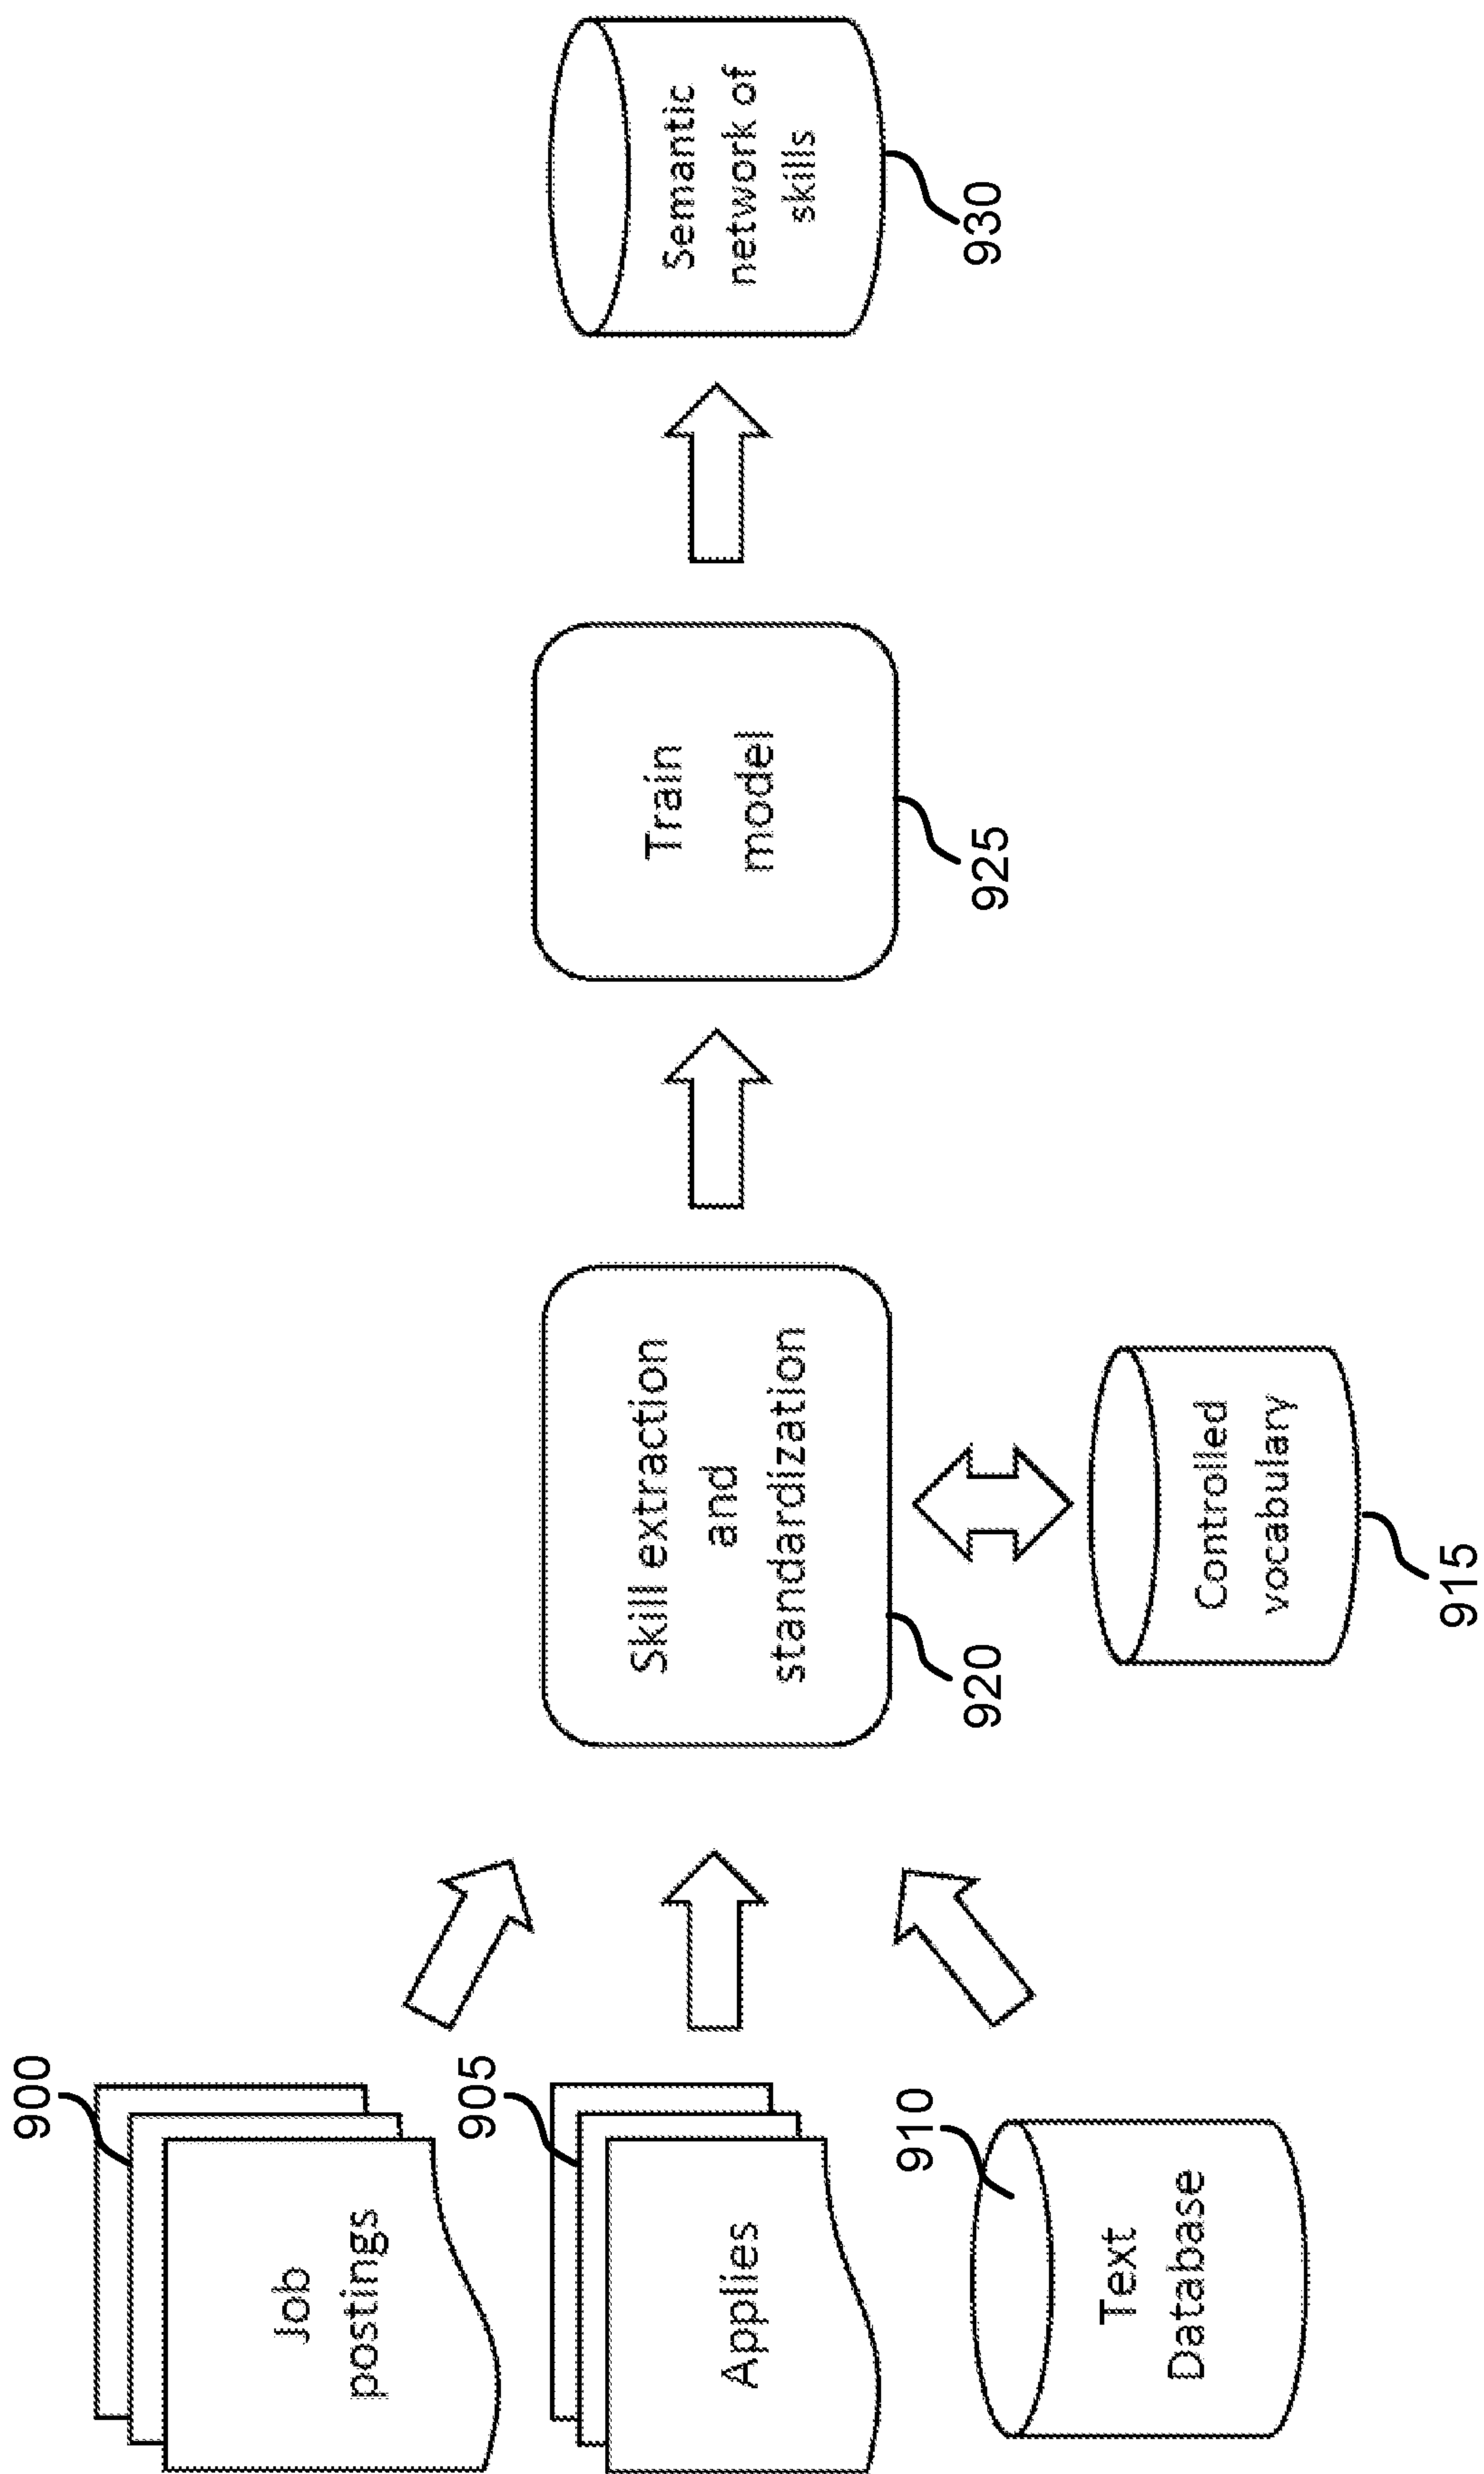 900
Job
postings
905
Applies
910
Text
Database
Skill extraction
and
standardization
920
Controlled
vocabulary
915
Train
model
925
Semantic
network of
skills
930